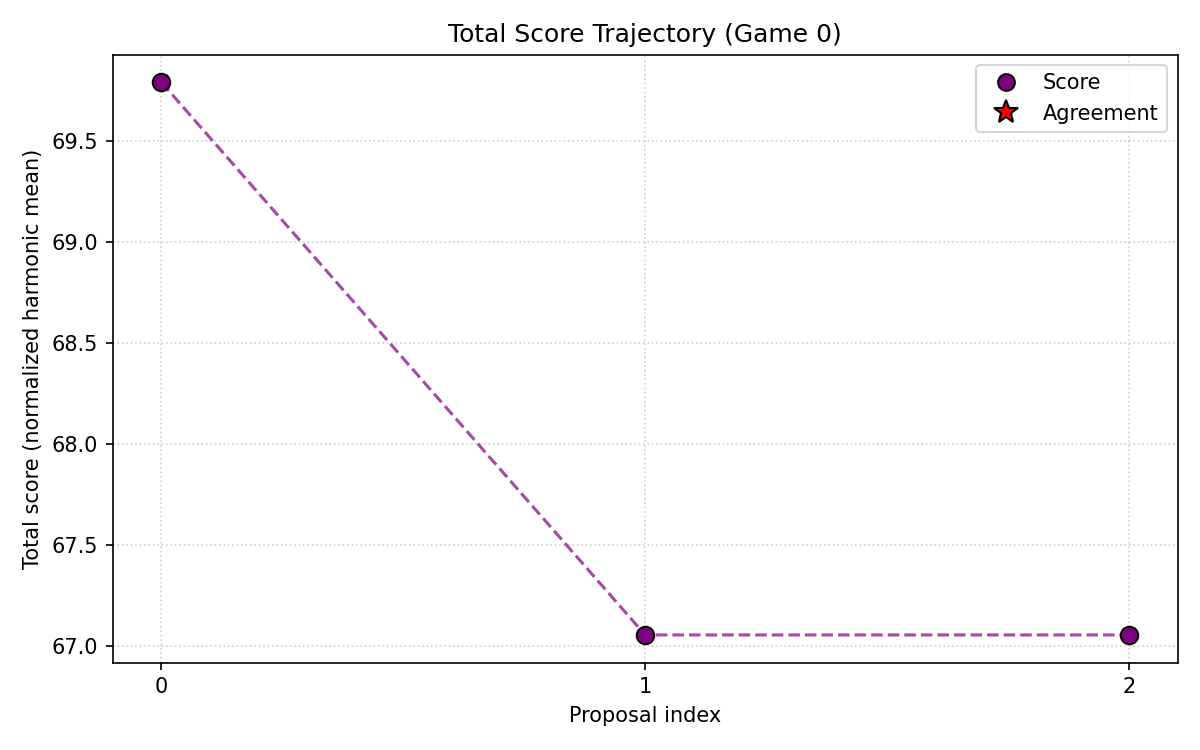 Total Score Trajectory (Game 0)
Score
Agreement
Total score (normalized harmonic mean)
69.5
69.0
68.5
68.0
67.5
67.0
0
1
2
Proposal index